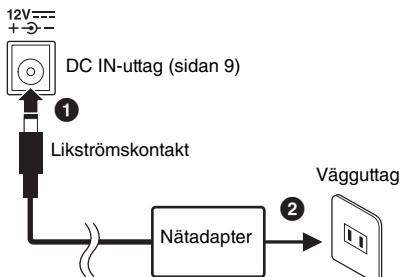 12V
DC IN-uttag (sidan 9)
1
Likströmskontakt
Vägguttag
2
Nätadapter